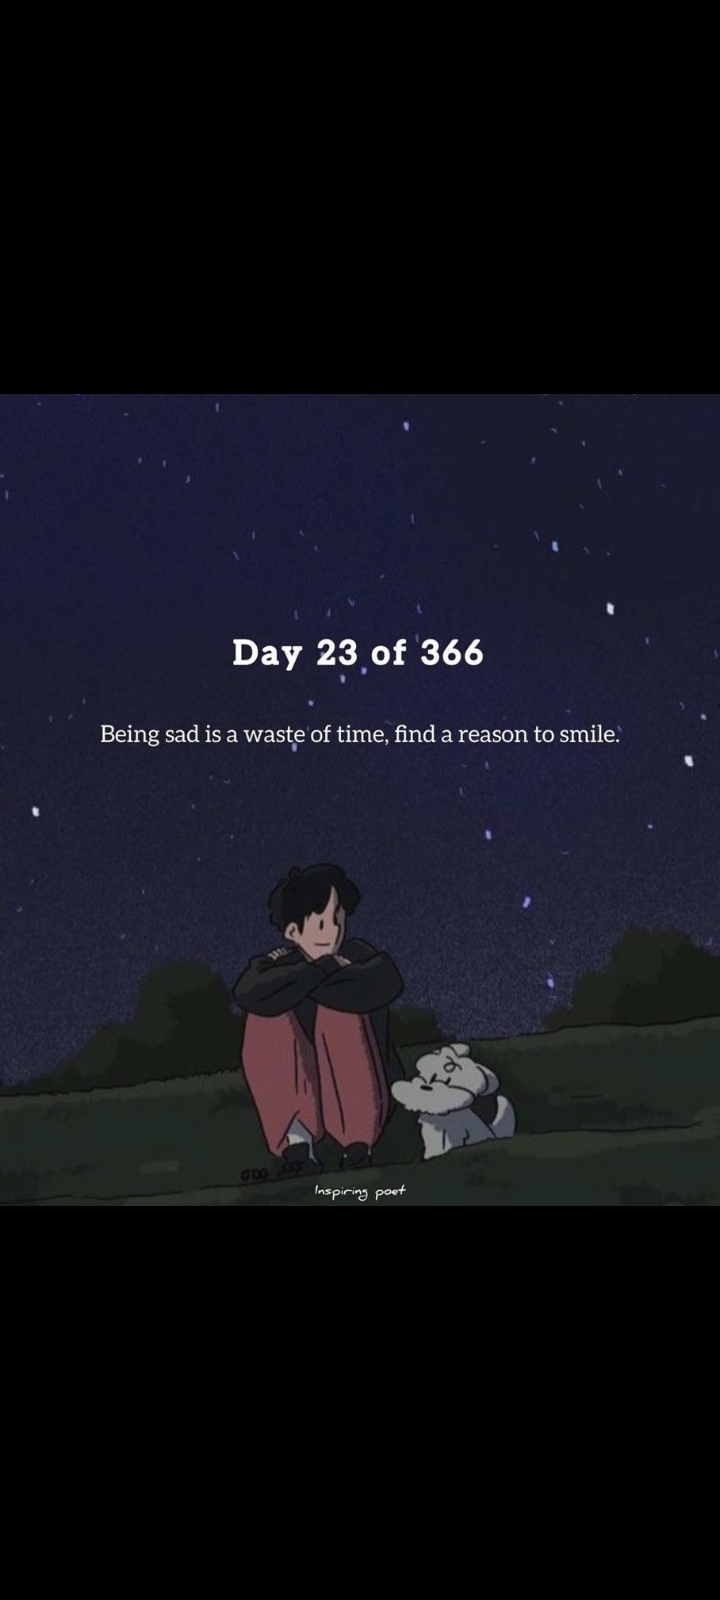 Day 23 of 366
Being sad is a waste of time, find a reason to smile.
Inspiring poet